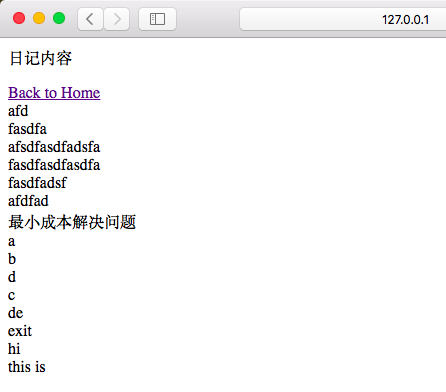 127.0.0.1
日记内容
Back to Home
afd
fasdfa
afsdfasdfadsfa
fasdfasdfasdfa
fasdfadsf
afdfad
最小成本解决问题
a
b
d
c
de
exit
hi
this is